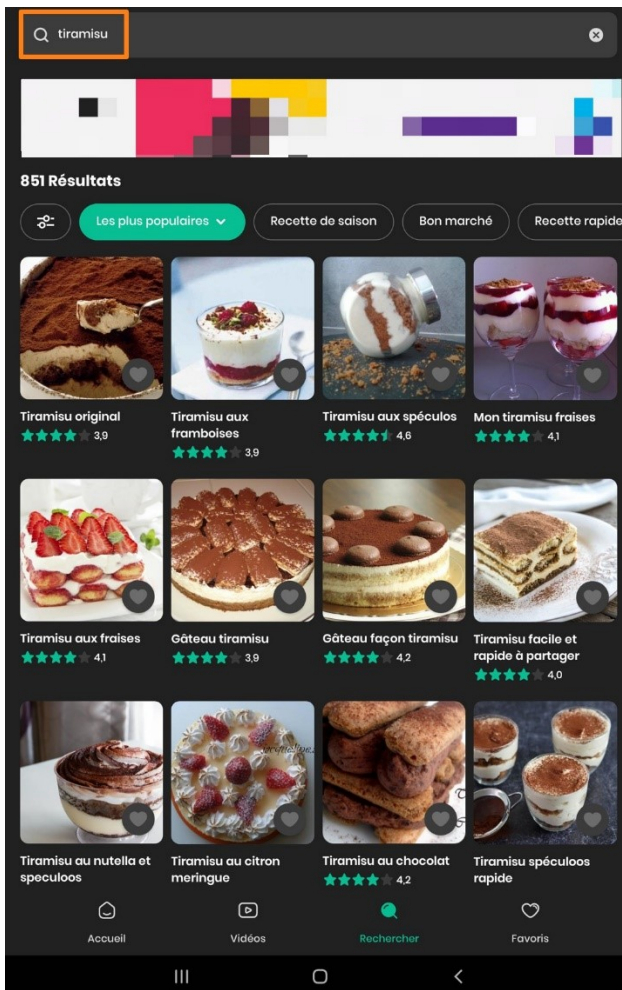 tiramisu
851 Résultats
Les plus populaires
Recette de saison
Bon marché
Recette rapide
Tiramisu original
3,9
Tiramisu aux
framboises
3,9
Tiramisu aux spéculos
4,6
Mon tiramisu fraises
4,1
Tiramisu aux fraises
4,1
Gâteau tiramisu
3,9
Gâteau façon tiramisu
4,2
Tiramisu facile et
rapide à partager
4,0
Tiramisu au nutella et
speculoos
Tiramisu au citron
meringue
Tiramisu au chocolat
4,2
Tiramisu spéculoos
rapide
Accueil
Vidéos
Rechercher
Favoris